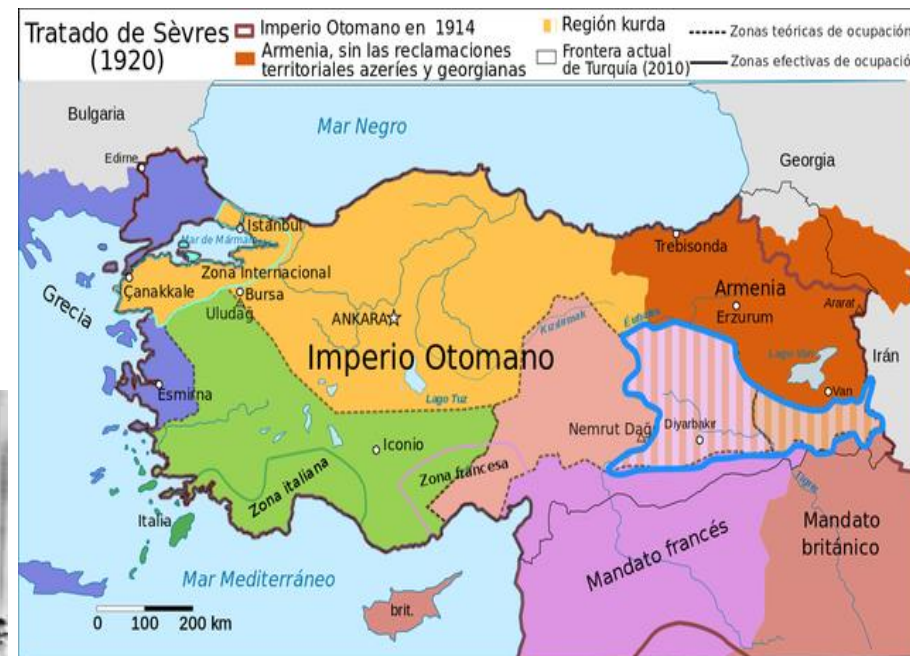 Tratado de Sèvres
(1920)
Imperio Otomano en 1914
Armenia, sin las reclamaciones
territoriales azeríes y georgianas
Región kurda
Frontera actual
de Turquía (2010)
Zonas teóricas de ocupación
Zonas efectivas de ocupació
Bulgaria
Mar Negro
Georgia
Edirne
Istanbul
Mar de Mármara
Trebisonda
Zona Internacional
Çanakkale
Bursa
Uludağ
Armenia
Erzurum
Ararat
Grecia
ANKARA
Kızılırmak
Éufrates
Imperio Otomano
Lago Van
Irán
Van
Esmirna
Lago Tuz
Nemrut Dağ
Diyarbakır
Iconio
Zona francesa
Zona italiana
Tigris
Italia
Mandato francés
Mandato
británico
Mar Mediterráneo
brit.
0 100 200 km